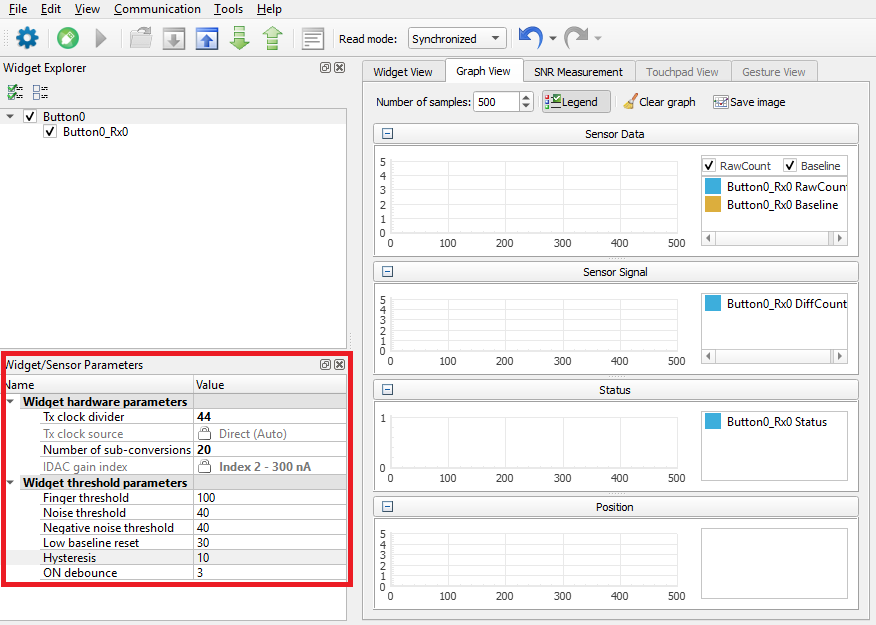 File Edit View Communication Tools Help
Read mode: Synchronized
Widget Explorer
Button0
Button0_Rx0
Widget/Sensor Parameters
Name Value
Widget hardware parameters
Tx clock divider 44
Tx clock source Direct (Auto)
Number of sub-conversions 20
IDAC gain index Index 2 - 300 nA
Widget threshold parameters
Finger threshold 100
Noise threshold 40
Negative noise threshold 40
Low baseline reset 30
Hysteresis 10
ON debounce 3
Widget View Graph View SNR Measurement Touchpad View Gesture View
Number of samples: 500 Legend Clear graph Save image
Sensor Data
5
4
3
2
1
0
0 100 200 300 400 500
RawCount Baseline
Button0_Rx0 RawCoun
Button0_Rx0 Baseline
Sensor Signal
5
4
3
2
1
0
0 100 200 300 400 500
Button0_Rx0 DiffCount
Status
1
0
0 100 200 300 400 500
Button0_Rx0 Status
Position
5
4
3
2
1
0
0 100 200 300 400 500